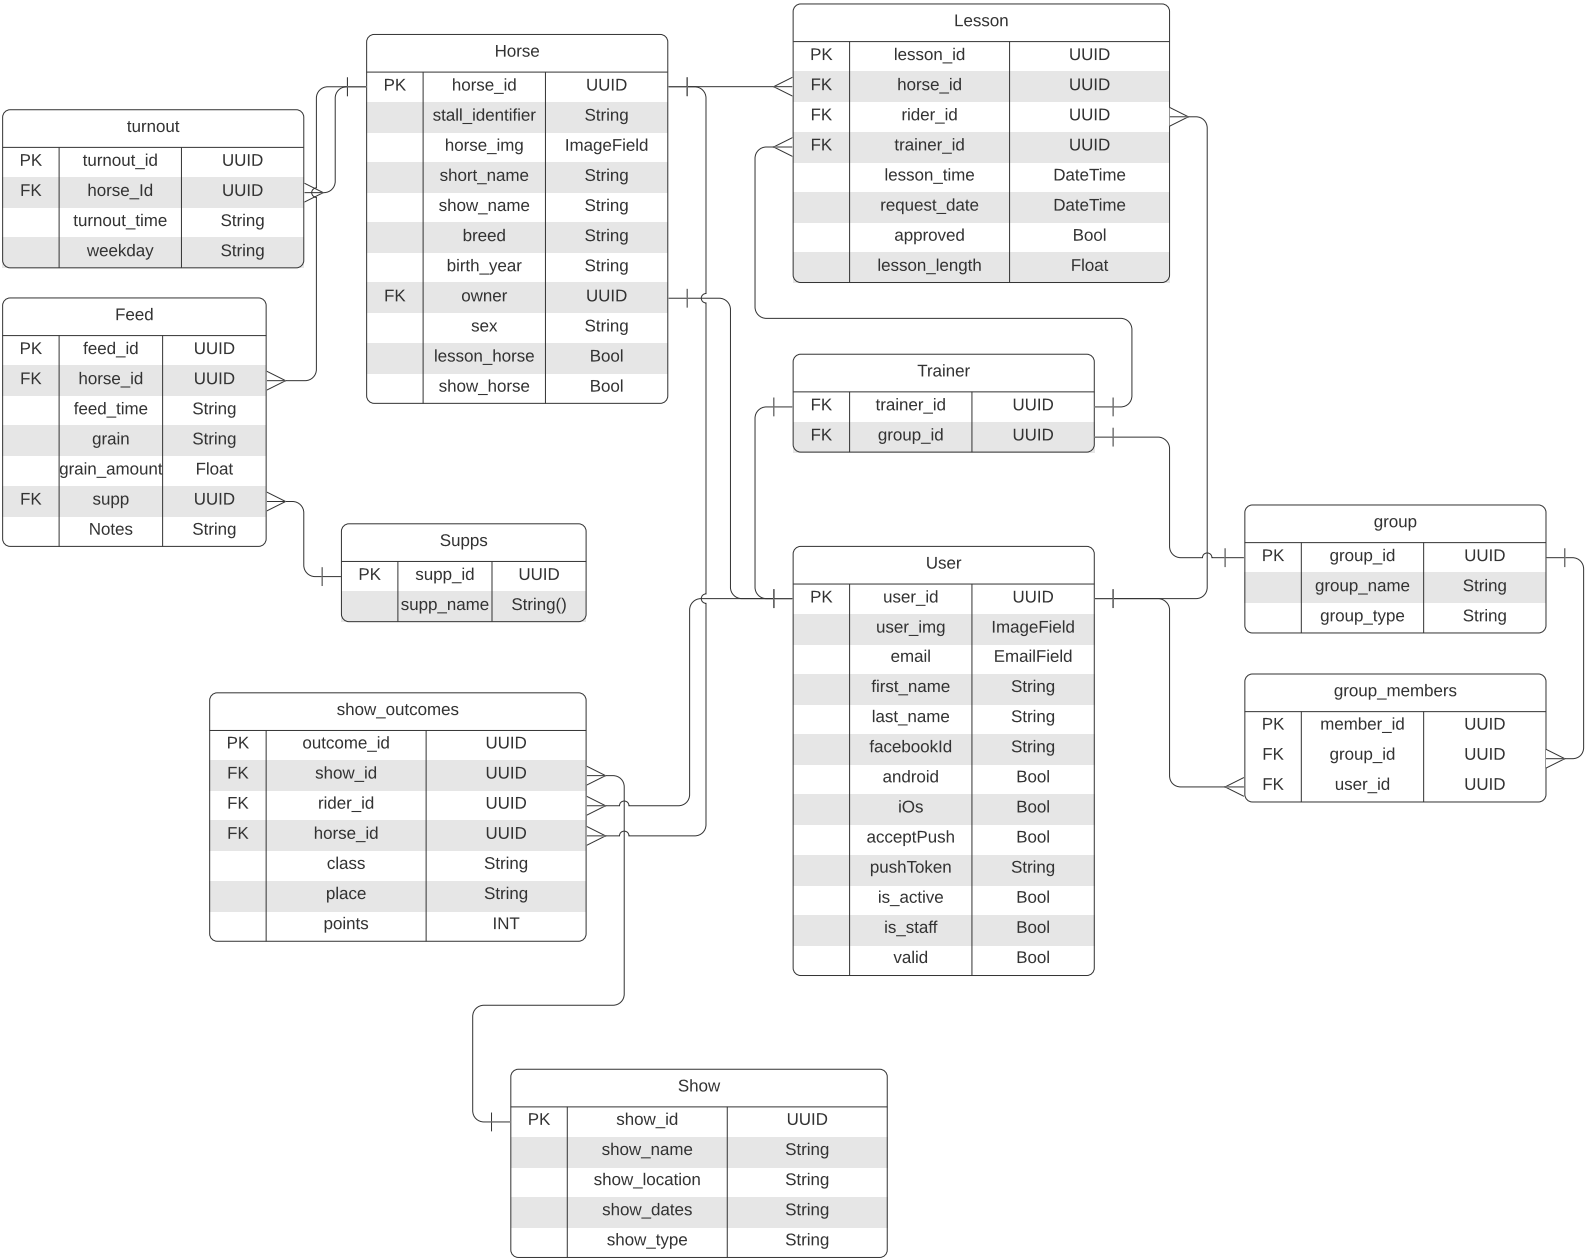 Lesson
PK lesson_id UUID
FK horse_id UUID
FK rider_id UUID
FK trainer_id UUID
lesson_time DateTime
request_date DateTime
approved Bool
lesson_length Float
Horse
PK horse_id UUID
stall_identifier String
horse_img ImageField
short_name String
show_name String
breed String
birth_year String
FK owner UUID
sex String
lesson_horse Bool
show_horse Bool
turnout
PK turnout_id UUID
FK horse_Id UUID
turnout_time String
weekday String
Feed
PK feed_id UUID
FK horse_id UUID
feed_time String
grain String
grain_amount Float
FK supp UUID
Notes String
Trainer
FK trainer_id UUID
FK group_id UUID
Supps
PK supp_id UUID
supp_name String()
group
PK group_id UUID
group_name String
group_type String
User
PK user_id UUID
user_img ImageField
email EmailField
first_name String
last_name String
facebookId String
android Bool
iOs Bool
acceptPush Bool
pushToken String
is_active Bool
is_staff Bool
valid Bool
group_members
PK member_id UUID
FK group_id UUID
FK user_id UUID
show_outcomes
PK outcome_id UUID
FK show_id UUID
FK rider_id UUID
FK horse_id UUID
class String
place String
points INT
Show
PK show_id UUID
show_name String
show_location String
show_dates String
show_type String